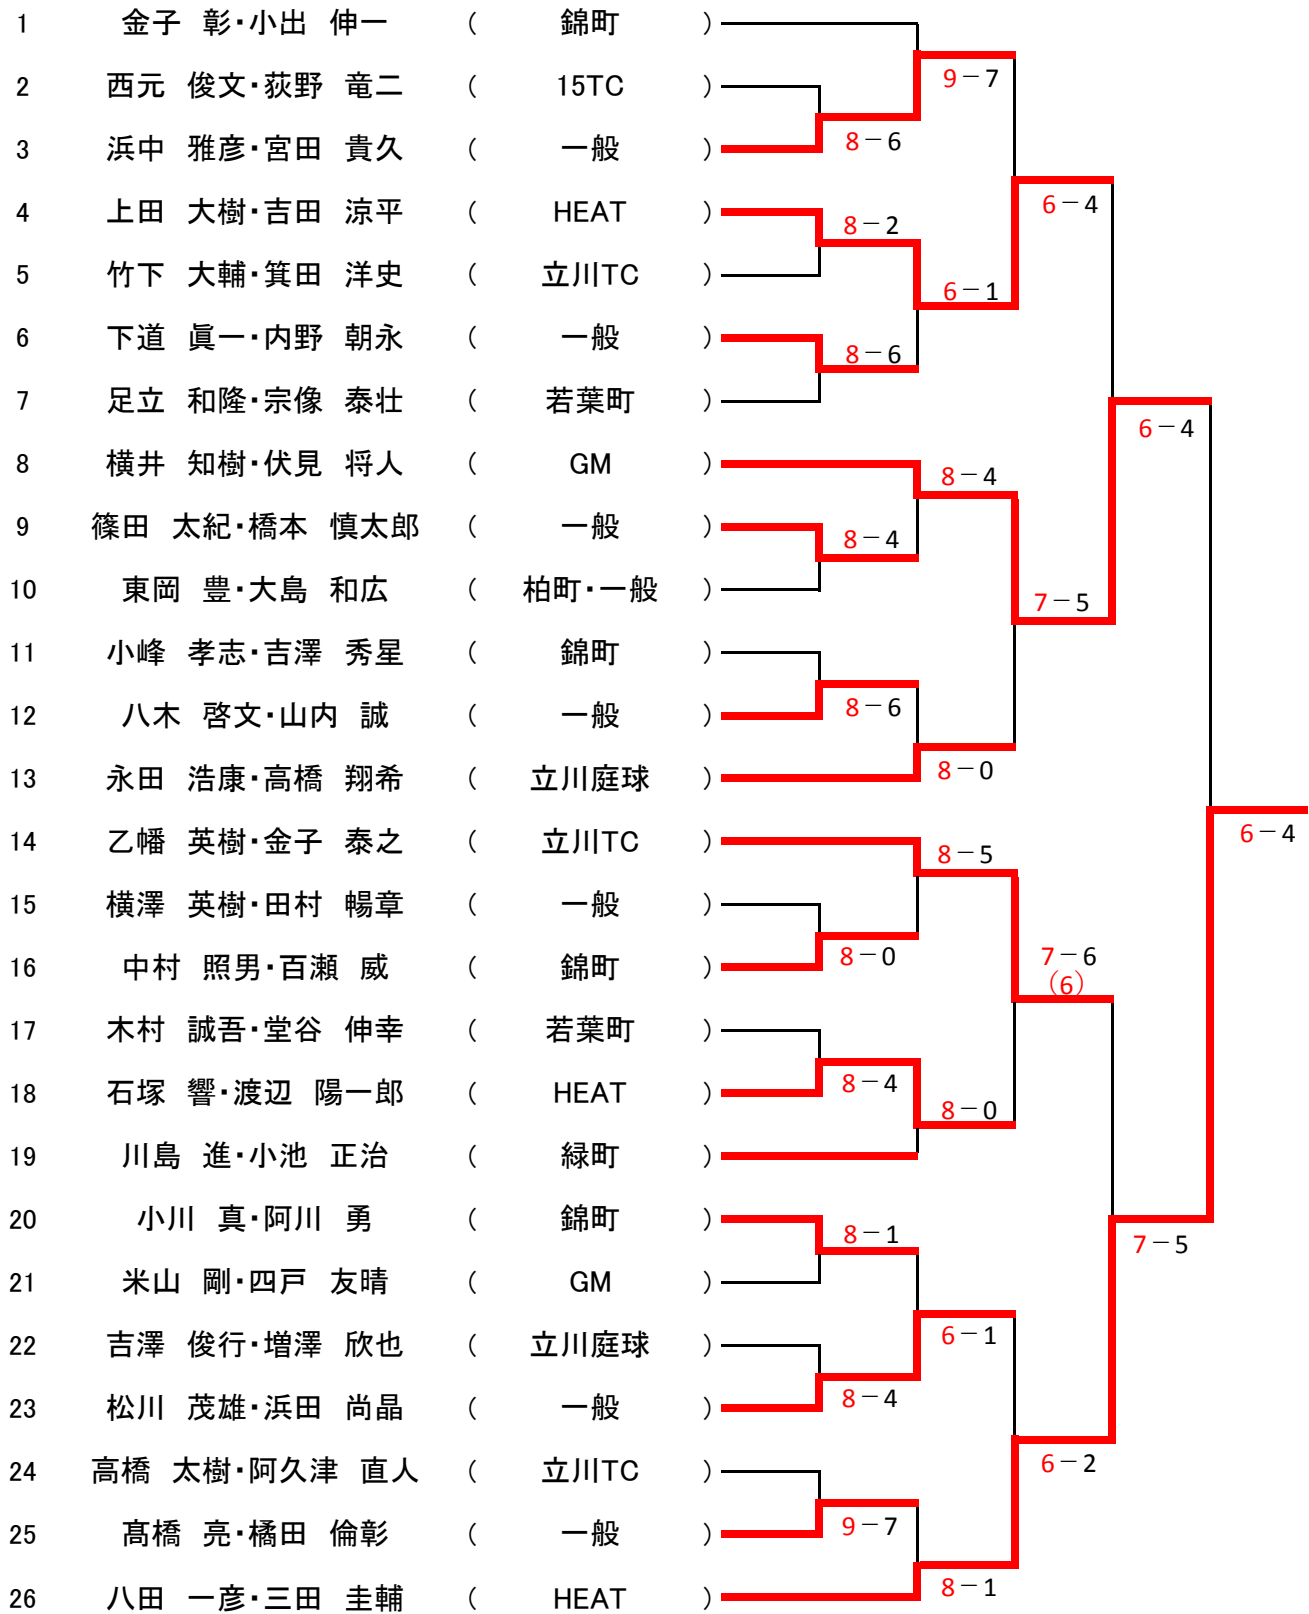 1 金子 彰・小出 伸一 ( 錦町 )
9－7
2 西元 俊文・荻野 竜二 ( 15TC )
8－6
3 浜中 雅彦・宮田 貴久 ( 一般 )
6－4
4 上田 大樹・吉田 涼平 ( HEAT )
8－2
5 竹下 大輔・箕田 洋史 ( 立川TC )
6－1
6 下道 眞一・内野 朝永 ( 一般 )
8－6
7 足立 和隆・宗像 泰壮 ( 若葉町 )
6－4
8 横井 知樹・伏見 将人 ( GM )
8－4
9 篠田 太紀・橋本 慎太郎 ( 一般 )
8－4
10 東岡 豊・大島 和広 ( 柏町・一般 )
7－5
11 小峰 孝志・吉澤 秀星 ( 錦町 )
8－6
12 八木 啓文・山内 誠 ( 一般 )
13 永田 浩康・高橋 翔希 ( 立川庭球 )
8－0
6－4
14 乙幡 英樹・金子 泰之 ( 立川TC )
8－5
15 横澤 英樹・田村 暢章 ( 一般 )
8－0
7－6
(6)
16 中村 照男・百瀬 威 ( 錦町 )
17 木村 誠吾・堂谷 伸幸 ( 若葉町 )
8－4
18 石塚 響・渡辺 陽一郎 ( HEAT )
8－0
19 川島 進・小池 正治 ( 緑町 )
20 小川 真・阿川 勇 ( 錦町 )
8－1
7－5
21 米山 剛・四戸 友晴 ( GM )
6－1
22 吉澤 俊行・増澤 欣也 ( 立川庭球 )
8－4
23 松川 茂雄・浜田 尚晶 ( 一般 )
6－2
24 高橋 太樹・阿久津 直人 ( 立川TC )
9－7
25 髙橋 亮・橘田 倫彰 ( 一般 )
8－1
26 八田 一彦・三田 圭輔 ( HEAT )